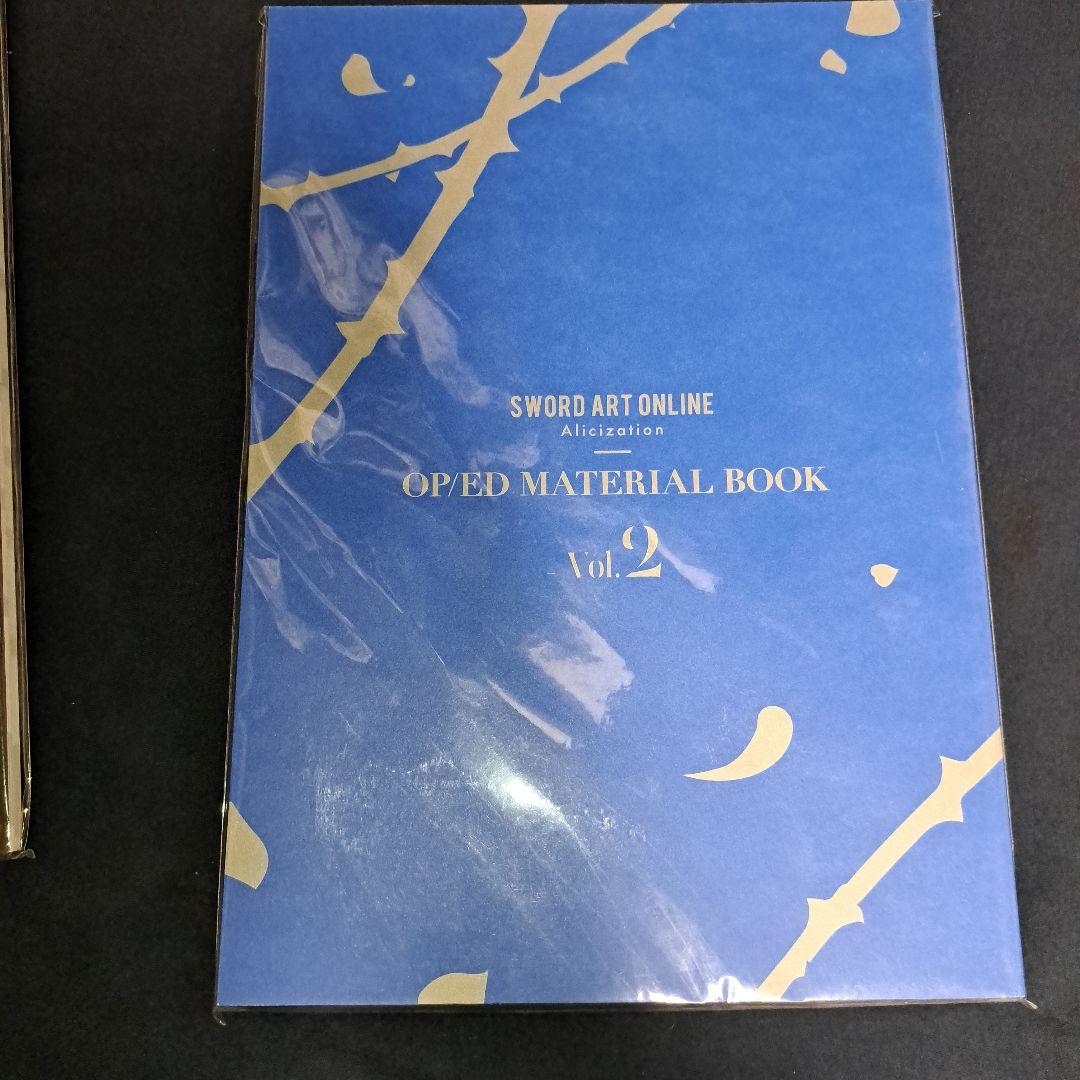 SWORD ART ONLINE
Alicization
OP/ED MATERIAL BOOK
Vol.2